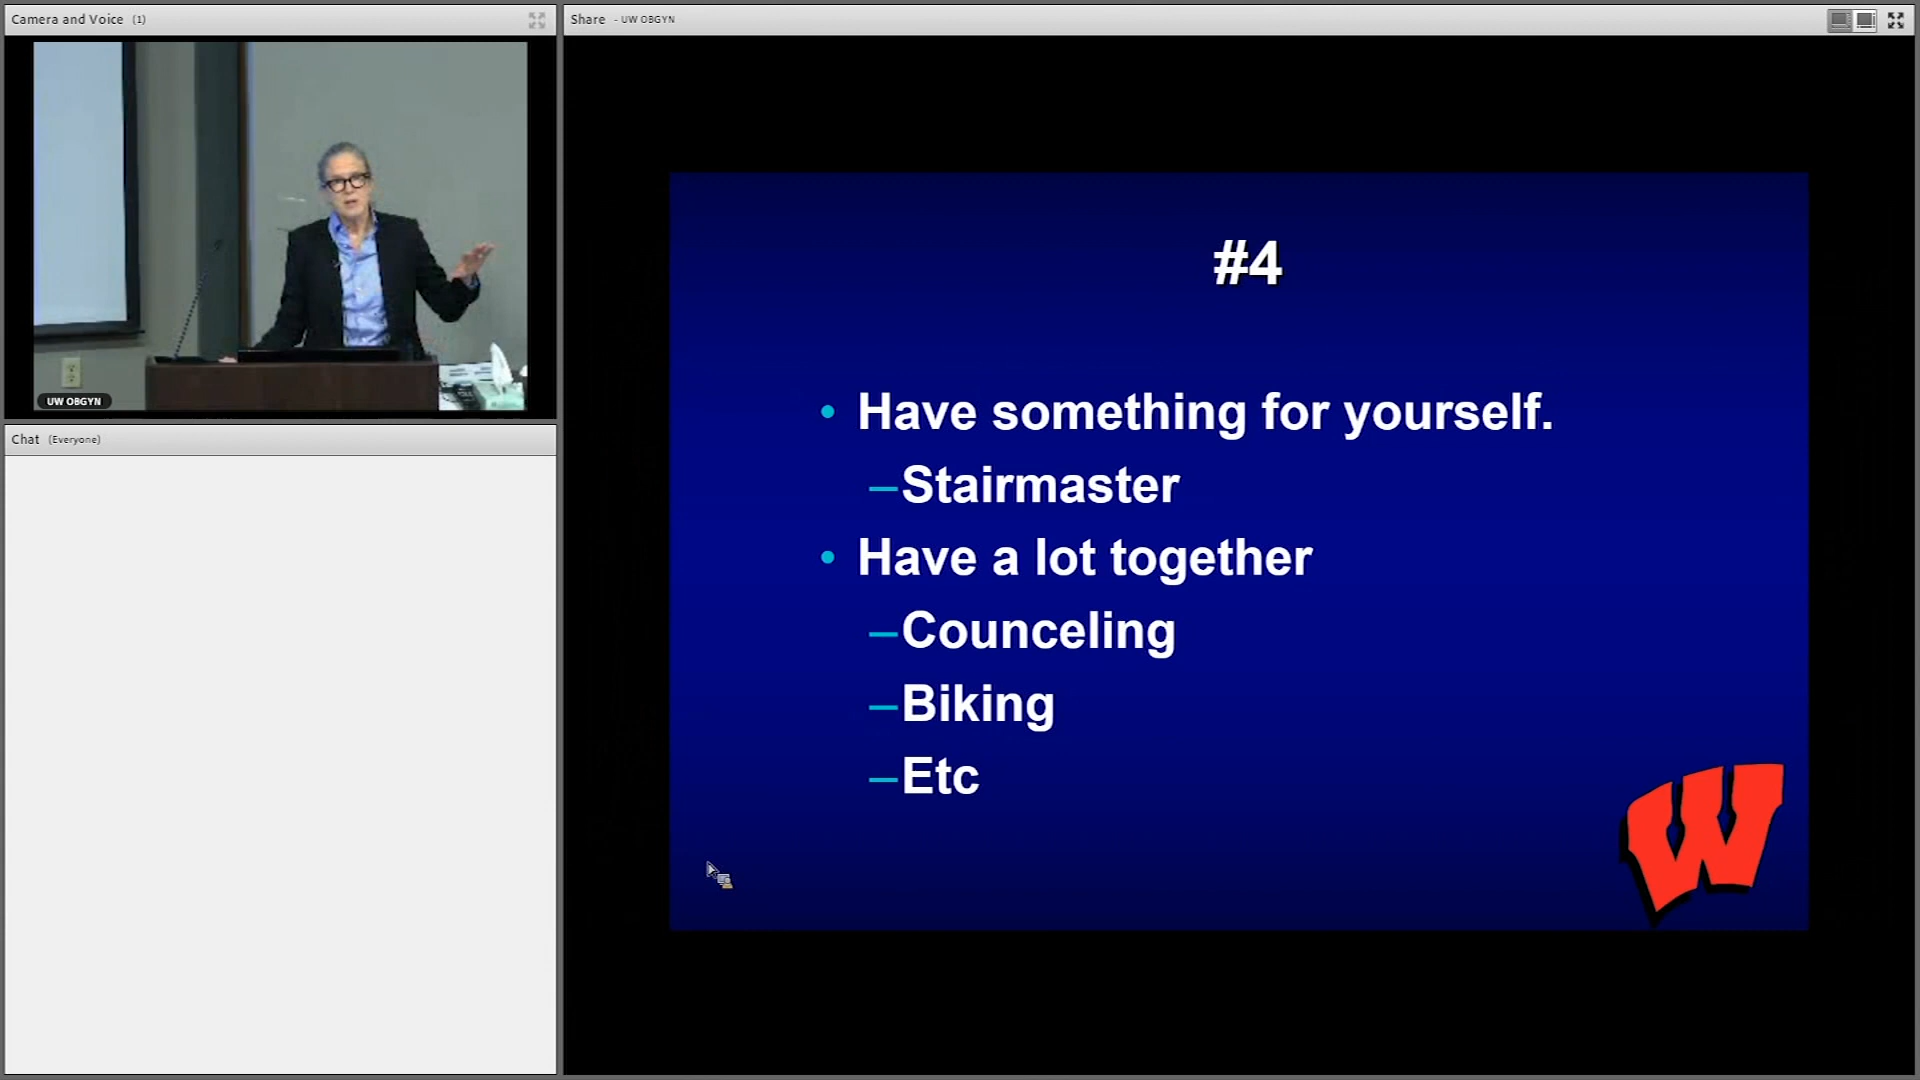 Camera and Voice (1)
UW OBGYN
Chat (Everyone)
Share - UW OBGYN
#4
• Have something for yourself.
–Stairmaster
• Have a lot together
–Counceling
–Biking
–Etc
W